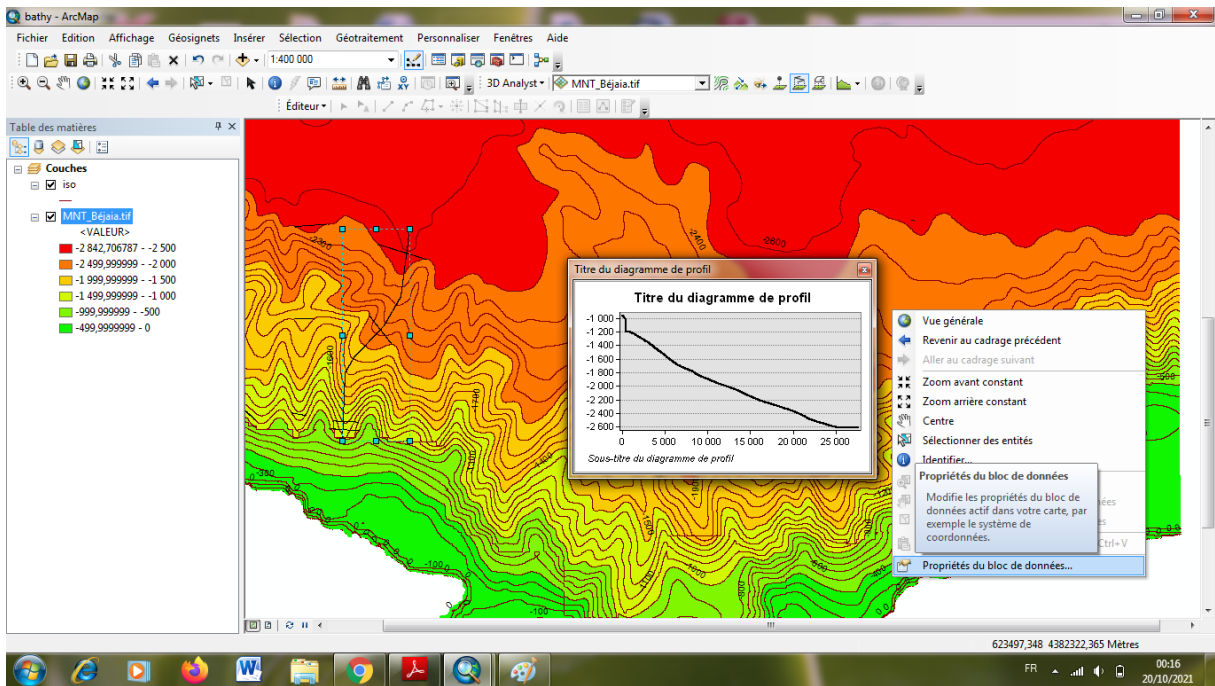 bathy - ArcMap
Fichier Edition Affichage Géosignets Insérer Sélection Géotraitement Personnaliser Fenêtres Aide
1:400 000
3D Analyst MNT_Béjaia.tif
Éditeur
Table des matières
Couches
iso
MNT_Béjaia.tif
<VALEUR>
-2 842,706787 - -2 500
-2 499,999999 - -2 000
-1 999,999999 - -1 500
-1 499,999999 - -1 000
-999,999999 - -500
-499,9999999 - 0
-2300
-2400
-2600
1600
-1700
-500
-300
-100,0
-100
0,0
Titre du diagramme de profil
Titre du diagramme de profil
-1 000
-1 200
-1 400
-1 600
-1 800
-2 000
-2 200
-2 400
-2 600
0 5 000 10 000 15 000 20 000 25 000
Sous-titre du diagramme de profil
Vue générale
Revenir au cadrage précédent
Aller au cadrage suivant
Zoom avant constant
Zoom arrière constant
Centre
Sélectionner des entités
Identifier...
Propriétés du bloc de données
Modifie les propriétés du bloc de
données actif dans votre carte, par
exemple le système de
coordonnées.
Ctrl+V
Propriétés du bloc de données...
623497,348 4382322,365 Mètres
FR
00:16
20/10/2021